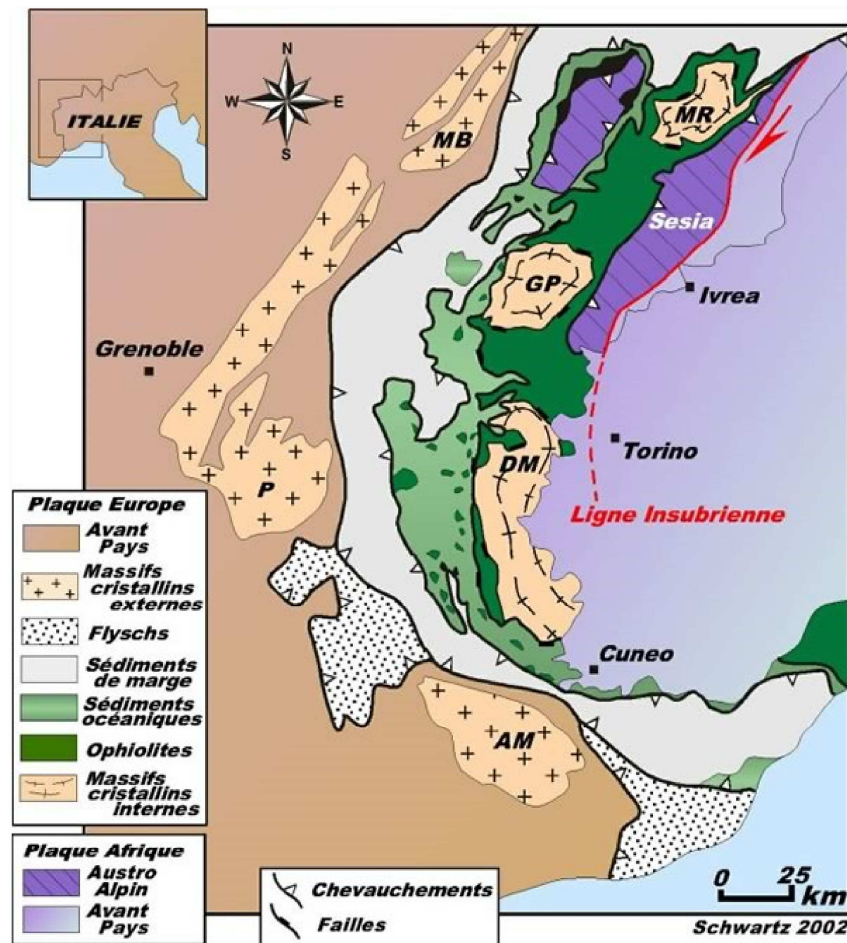 ITALIE
N
W
E
S
MB
MR
Sesia
GP
Ivrea
Grenoble
Torino
DM
P
Ligne Insubrienne
Cuneo
AM
Plaque Europe
Avant
Pays
Massifs
cristallins
externes
Flyschs
Sédiments
de marge
Sédiments
océaniques
Ophiolites
Massifs
cristallins
internes
Plaque Afrique
Austro
Alpin
Avant
Pays
Chevauchements
Failles
0 25
km
Schwartz 2002